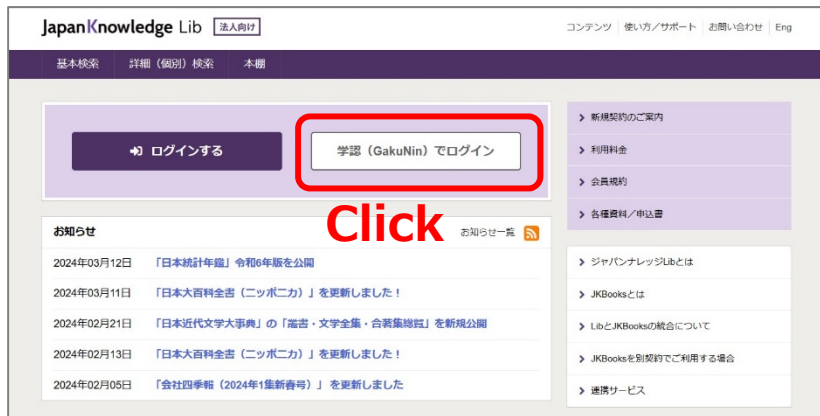 JapanKnowledge Lib 法人向け
コンテンツ 使い方/サポート お問い合わせ Eng
基本検索 詳細(個別)検索 本棚
ログインする
学認(GakuNin)でログイン
Click
お知らせ お知らせ一覧
2024年03月12日 「日本統計年鑑」令和6年版を公開
2024年03月11日 「日本大百科全書(ニッポニカ)」を更新しました!
2024年02月21日 「日本近代文学大事典」の「叢書・文学全集・合著集総覧」を新規公開
2024年02月13日 「日本大百科全書(ニッポニカ)」を更新しました!
2024年02月05日 「会社四季報(2024年1集新春号)」 を更新しました
新規契約のご案内
利用料金
会員規約
各種資料/申込書
ジャパンナレッジLibとは
JKBooksとは
LibとJKBooksの統合について
JKBooksを別契約でご利用する場合
連携サービス